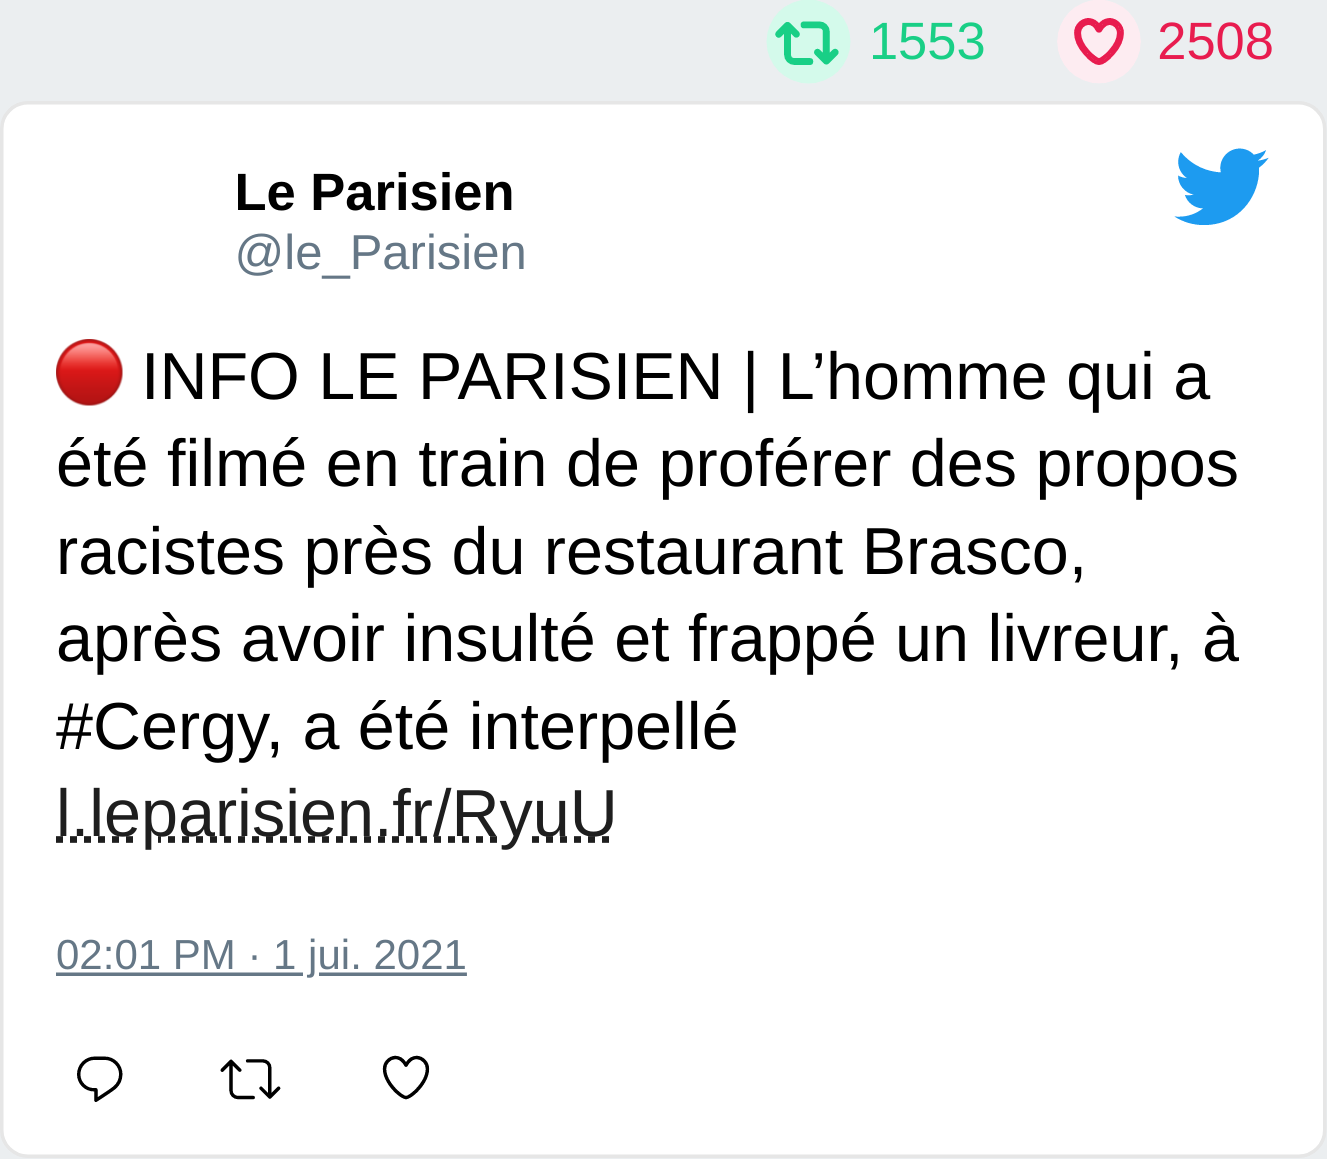 1553 2508
Le Parisien
@le_Parisien
🔴 INFO LE PARISIEN | L’homme qui a
été filmé en train de proférer des propos
racistes près du restaurant Brasco,
après avoir insulté et frappé un livreur, à
#Cergy, a été interpellé
l.leparisien.fr/RyuU
02:01 PM · 1 jui. 2021